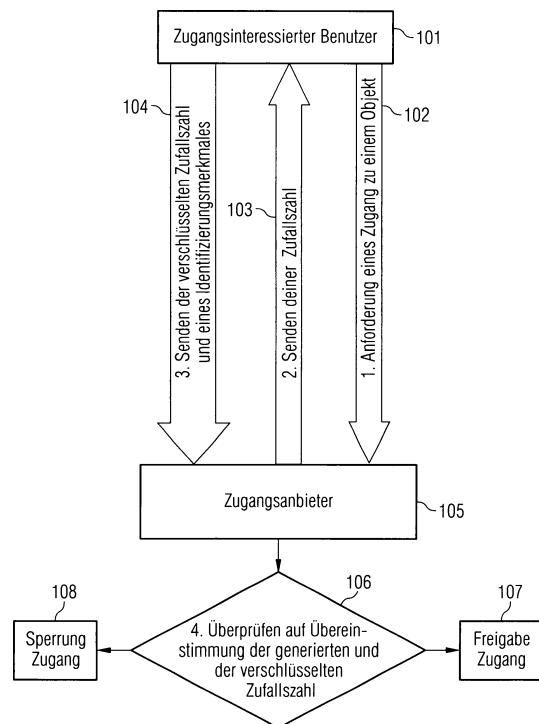 Zugangsinteressierter Benutzer
101
104
3. Senden der verschlüsselten Zufallszahl
und eines Identifizierungsmerkmales
103
2. Senden deiner Zufallszahl
102
1. Anforderung eines Zugang zu einem Objekt
Zugangsanbieter
105
106
4. Überprüfen auf Überein-
stimmung der generierten und
der verschlüsselten
Zufallszahl
108
Sperrung
Zugang
107
Freigabe
Zugang